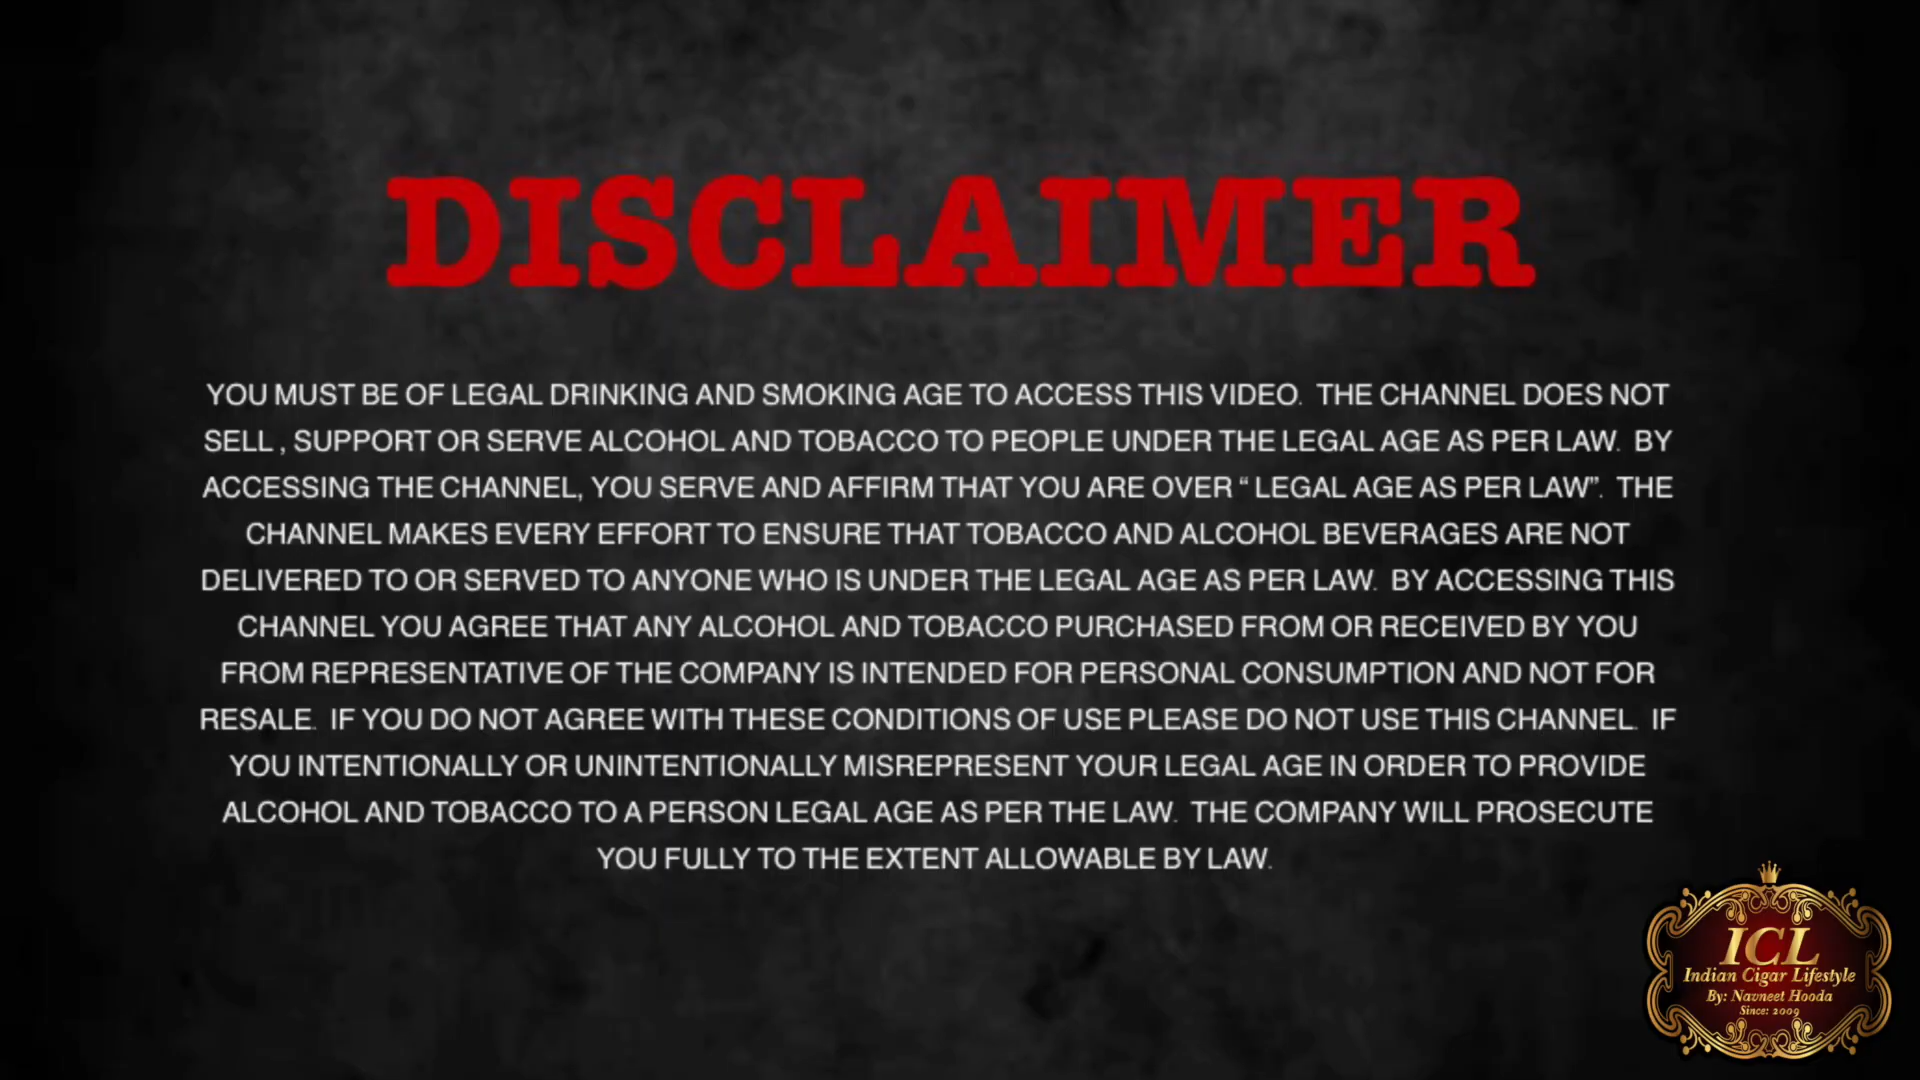 DISCLAIMER
YOU MUST BE OF LEGAL DRINKING AND SMOKING AGE TO ACCESS THIS VIDEO. THE CHANNEL DOES NOT
SELL , SUPPORT OR SERVE ALCOHOL AND TOBACCO TO PEOPLE UNDER THE LEGAL AGE AS PER LAW. BY
ACCESSING THE CHANNEL, YOU SERVE AND AFFIRM THAT YOU ARE OVER “ LEGAL AGE AS PER LAW”. THE
CHANNEL MAKES EVERY EFFORT TO ENSURE THAT TOBACCO AND ALCOHOL BEVERAGES ARE NOT
DELIVERED TO OR SERVED TO ANYONE WHO IS UNDER THE LEGAL AGE AS PER LAW. BY ACCESSING THIS
CHANNEL YOU AGREE THAT ANY ALCOHOL AND TOBACCO PURCHASED FROM OR RECEIVED BY YOU
FROM REPRESENTATIVE OF THE COMPANY IS INTENDED FOR PERSONAL CONSUMPTION AND NOT FOR
RESALE. IF YOU DO NOT AGREE WITH THESE CONDITIONS OF USE PLEASE DO NOT USE THIS CHANNEL. IF
YOU INTENTIONALLY OR UNINTENTIONALLY MISREPRESENT YOUR LEGAL AGE IN ORDER TO PROVIDE
ALCOHOL AND TOBACCO TO A PERSON LEGAL AGE AS PER THE LAW. THE COMPANY WILL PROSECUTE
YOU FULLY TO THE EXTENT ALLOWABLE BY LAW.
ICL
Indian Cigar Lifestyle
By: Navneet Hooda
Since: 2009